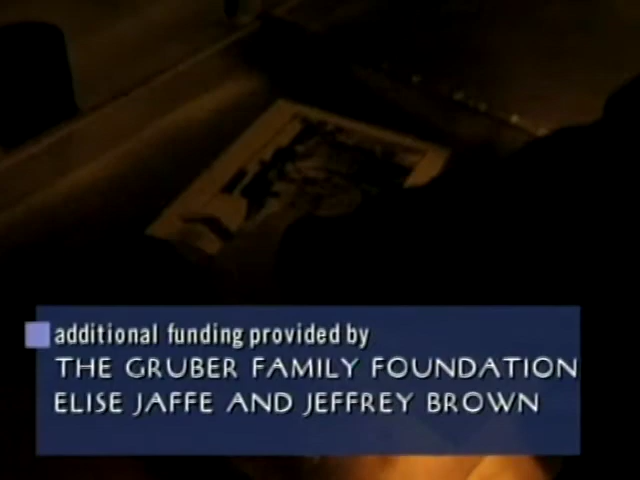 additional funding provided by
THE GRUBER FAMILY FOUNDATION
ELISE JAFFE AND JEFFREY BROWN